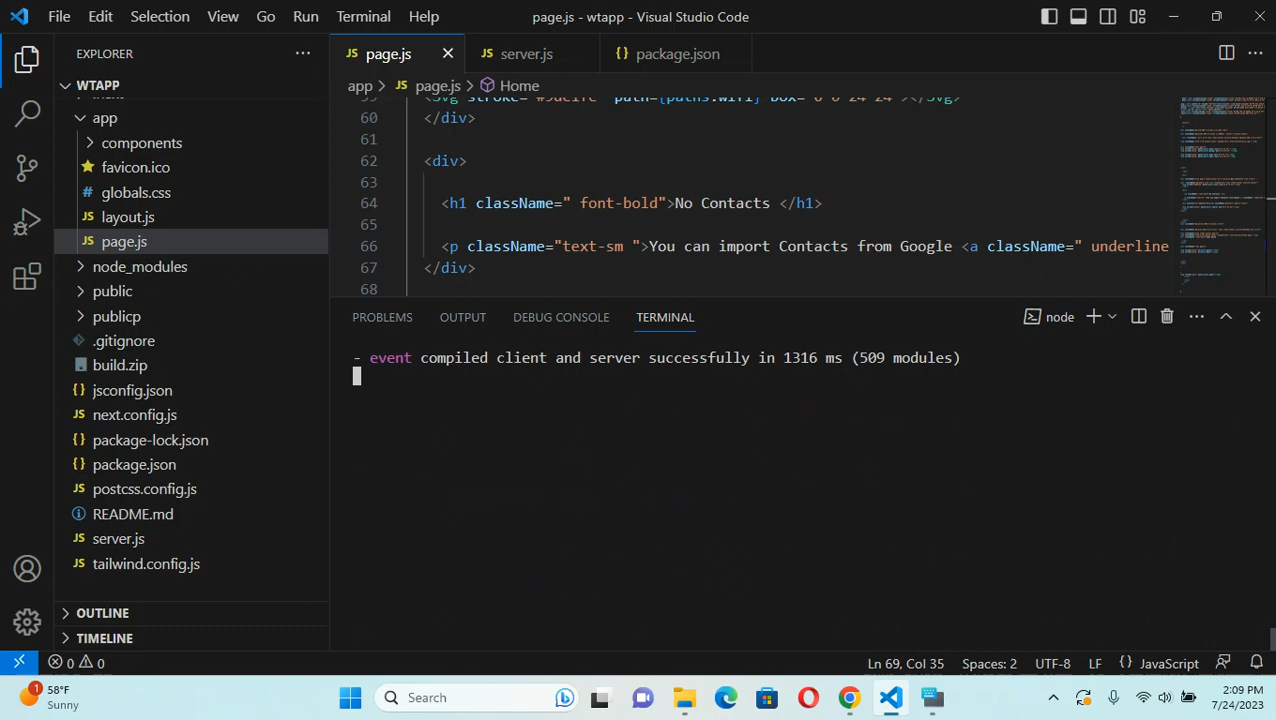 File Edit Selection View Go Run Terminal Help
page.js - wtapp - Visual Studio Code
EXPLORER
WTAPP
app
components
favicon.ico
globals.css
layout.js
JS page.js
node_modules
public
publicp
.gitignore
build.zip
jsconfig.json
next.config.js
package-lock.json
package.json
postcss.config.js
README.md
server.js
tailwind.config.js
OUTLINE
TIMELINE
JS page.js
JS server.js
{} package.json
app > JS page.js > Home
60 </div>
61
62 <div>
63
64 <h1 className=" font-bold">No Contacts </h1>
65
66 <p className="text-sm ">You can import contacts from Google <a className=" underline
67 </div>
68
PROBLEMS OUTPUT DEBUG CONSOLE TERMINAL
node
- event compiled client and server successfully in 1316 ms (509 modules)
0 0
Ln 69, Col 35 Spaces: 2 UTF-8 LF {} JavaScript
1
58°F
Sunny
Search
2:09 PM
7/24/2023